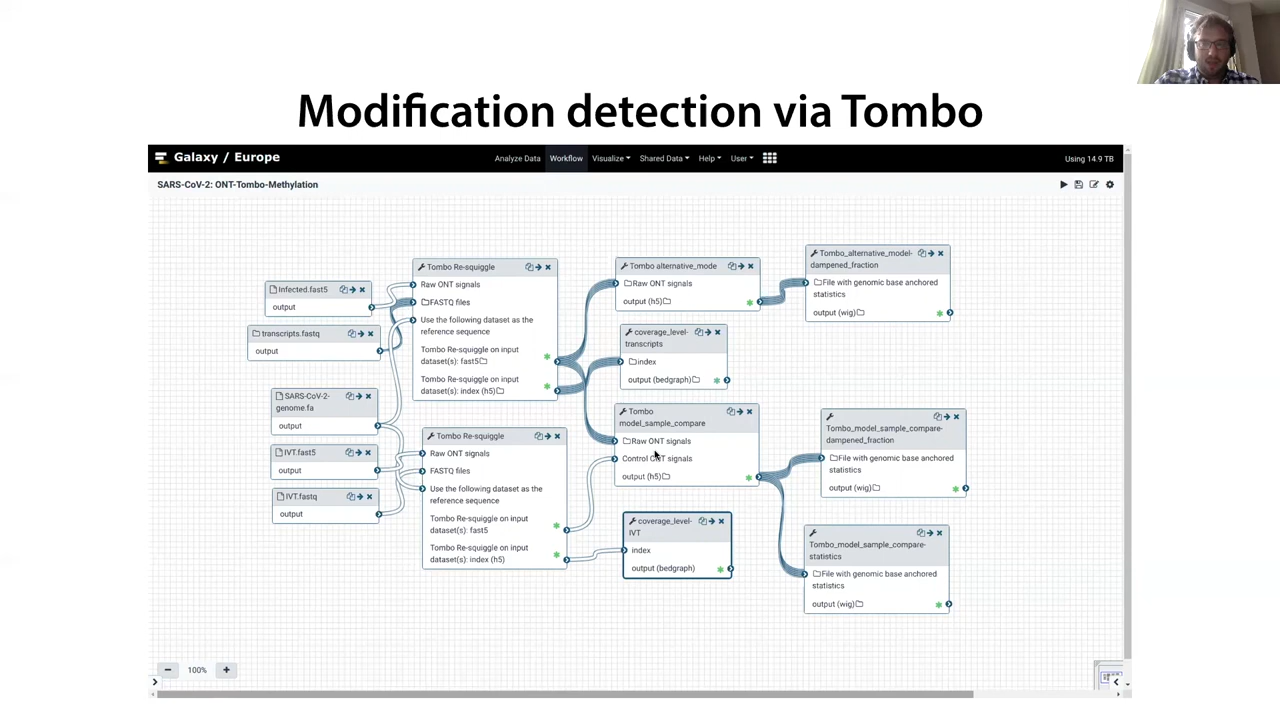 Modification detection via Tombo
Galaxy / Europe
Analyze Data
Workflow
Visualize
Shared Data
Help
User
Using 14.9 TB
SARS-CoV-2: ONT-Tombo-Methylation
Infected.fast5
output
transcripts.fastq
output
SARS-CoV-2-
genome.fa
output
IVT.fast5
output
IVT.fastq
output
Tombo Re-squiggle
Raw ONT signals
FASTQ files
Use the following dataset as the
reference sequence
Tombo Re-squiggle on input
dataset(s): fast5
Tombo Re-squiggle on input
dataset(s): index (h5)
Tombo Re-squiggle
Raw ONT signals
FASTQ files
Use the following dataset as the
reference sequence
Tombo Re-squiggle on input
dataset(s): fast5
Tombo Re-squiggle on input
dataset(s): index (h5)
Tombo alternative_mode
Raw ONT signals
output (h5)
coverage_level-
transcripts
index
output (bedgraph)
Tombo
model_sample_compare
Raw ONT signals
Control ONT signals
output (h5)
coverage_level-
IVT
index
output (bedgraph)
Tombo_alternative_model-
dampened_fraction
File with genomic base anchored
statistics
output (wig)
Tombo_model_sample_compare-
dampened_fraction
File with genomic base anchored
statistics
output (wig)
Tombo_model_sample_compare-
statistics
File with genomic base anchored
statistics
output (wig)
100%